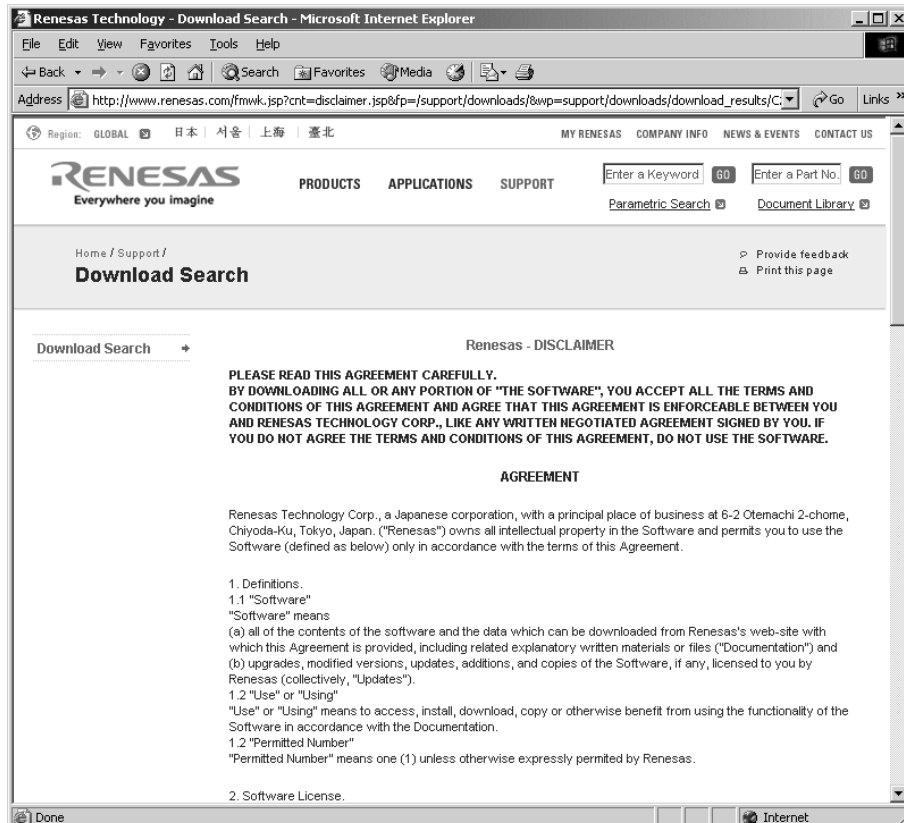 Renesas Technology - Download Search - Microsoft Internet Explorer
File Edit View Favorites Tools Help
Back Search Favorites Media
Address http://www.renesas.com/fmwk.jsp?cnt=disclaimer.jsp&fp=/support/downloads/&wp=support/downloads/download_results/C: Go Links »
Region: GLOBAL 日本 | 서울 | 上海 | 臺北 MY RENESAS COMPANY INFO NEWS & EVENTS CONTACT US
RENESAS
Everywhere you imagine
PRODUCTS APPLICATIONS SUPPORT Enter a Keyword GO Enter a Part No. GO
Parametric Search Document Library
Home / Support /
Download Search
Provide feedback
Print this page
Download Search
Renesas - DISCLAIMER
PLEASE READ THIS AGREEMENT CAREFULLY.
BY DOWNLOADING ALL OR ANY PORTION OF "THE SOFTWARE", YOU ACCEPT ALL THE TERMS AND
CONDITIONS OF THIS AGREEMENT AND AGREE THAT THIS AGREEMENT IS ENFORCEABLE BETWEEN YOU
AND RENESAS TECHNOLOGY CORP., LIKE ANY WRITTEN NEGOTIATED AGREEMENT SIGNED BY YOU. IF
YOU DO NOT AGREE THE TERMS AND CONDITIONS OF THIS AGREEMENT, DO NOT USE THE SOFTWARE.
AGREEMENT
Renesas Technology Corp., a Japanese corporation, with a principal place of business at 6-2 Otemachi 2-chome,
Chiyoda-Ku, Tokyo, Japan. ("Renesas") owns all intellectual property in the Software and permits you to use the
Software (defined as below) only in accordance with the terms of this Agreement.
1. Definitions.
1.1 "Software"
"Software" means
(a) all of the contents of the software and the data which can be downloaded from Renesas's web-site with
which this Agreement is provided, including related explanatory written materials or files ("Documentation") and
(b) upgrades, modified versions, updates, additions, and copies of the Software, if any, licensed to you by
Renesas (collectively, "Updates").
1.2 "Use" or "Using"
"Use" or "Using" means to access, install, download, copy or otherwise benefit from using the functionality of the
Software in accordance with the Documentation.
1.2 "Permitted Number"
"Permitted Number" means one (1) unless otherwise expressly permited by Renesas.
2. Software License.
Done Internet